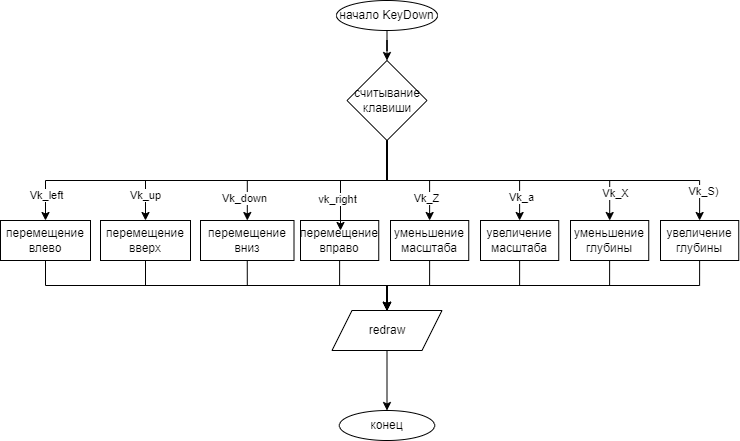 начало KeyDown
считывание
клавиши
Vk_left
Vk_up
Vk_down
vk_right
Vk_Z
Vk_a
Vk_X
Vk_S)
перемещение
влево
перемещение
вверх
перемещение
вниз
перемещение
вправо
уменьшение
масштаба
увеличение
масштаба
уменьшение
глубины
увеличение
глубины
redraw
конец